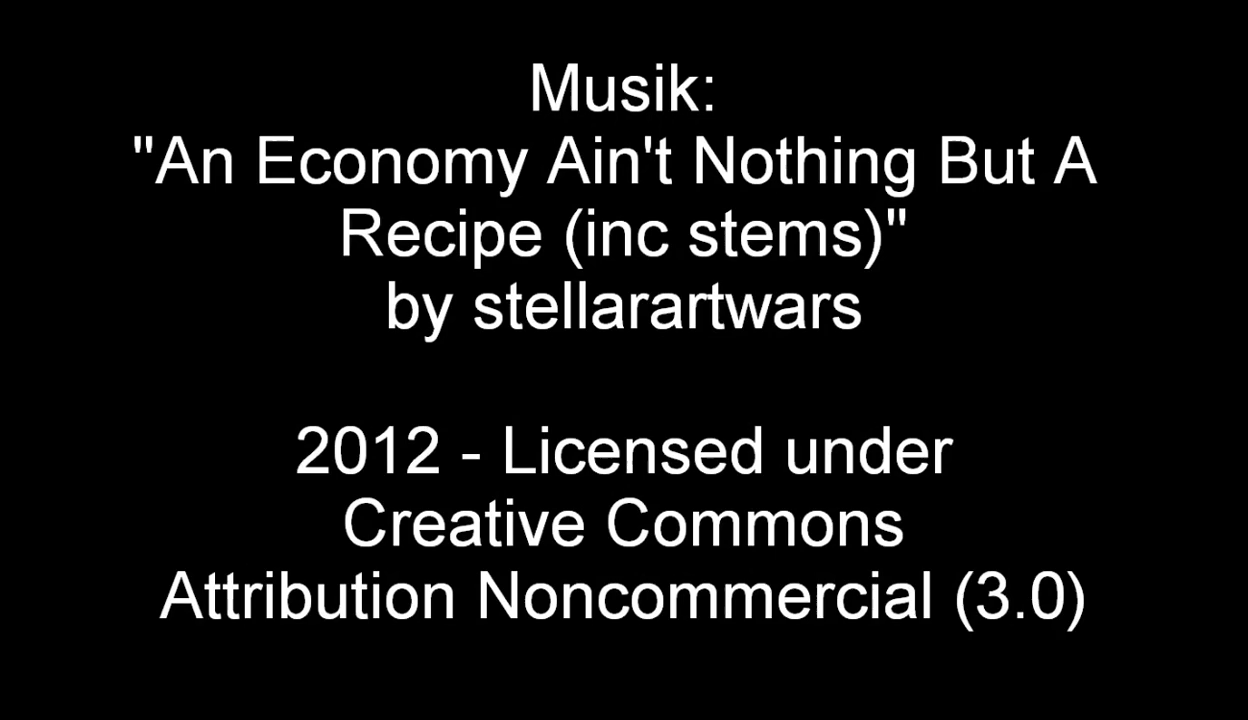 Musik:
"An Economy Ain't Nothing But A
Recipe (inc stems)"
by stellarartwars
2012 - Licensed under
Creative Commons
Attribution Noncommercial (3.0)